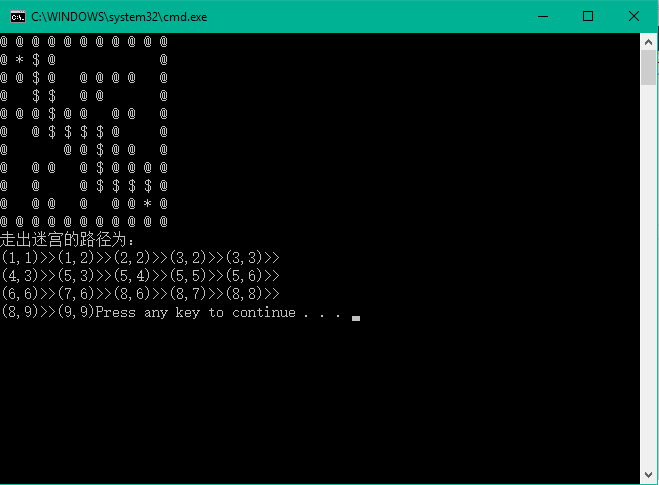 C:\WINDOWS\system32\cmd.exe
@ @ @ @ @ @ @ @ @ @ @
@ * $ @             @
@ @ $ @   @ @ @ @   @
@   $ $   @ @       @
@ @ @ $ @ @   @ @   @
@   @ $ $ $ $ @     @
@       @ @ $ @ @   @
@   @ @   @ $ @ @ @ @
@   @     @ $ $ $ $ @
@   @ @   @   @ @ * @
@ @ @ @ @ @ @ @ @ @ @
走出迷宫的路径为：
(1,1)>>(1,2)>>(2,2)>>(3,2)>>(3,3)>>
(4,3)>>(5,3)>>(5,4)>>(5,5)>>(5,6)>>
(6,6)>>(7,6)>>(8,6)>>(8,7)>>(8,8)>>
(8,9)>>(9,9)Press any key to continue . . .